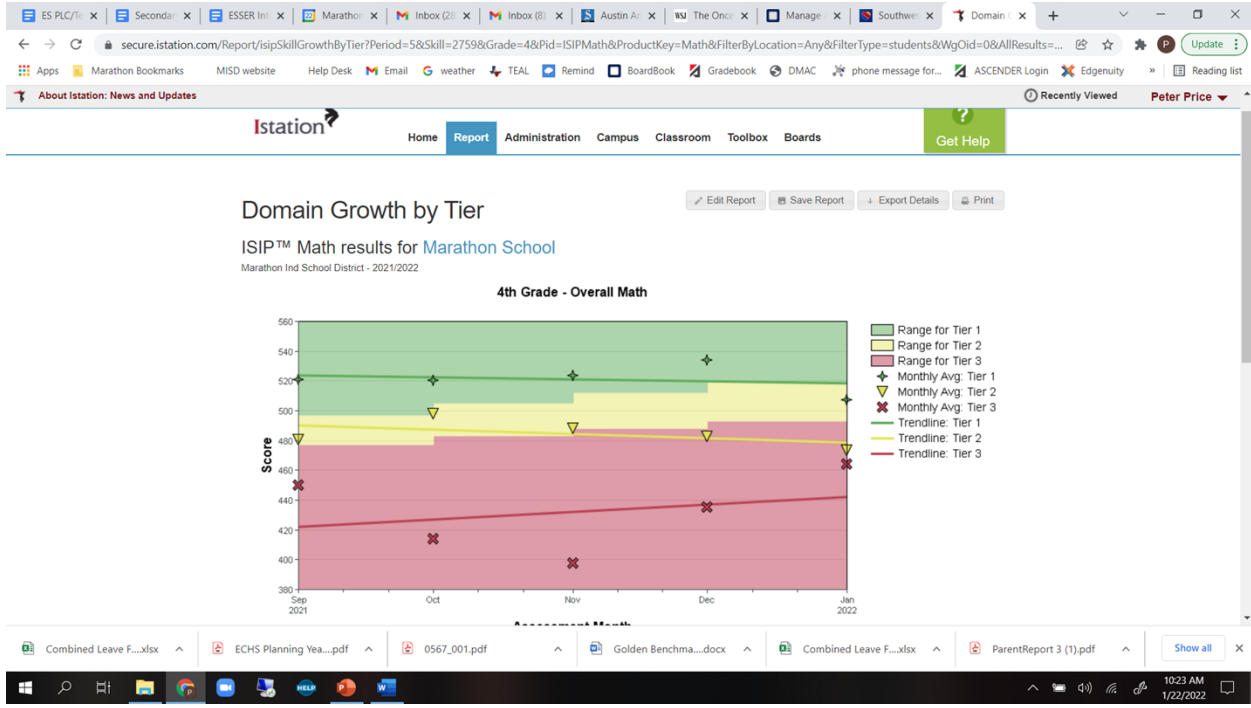 ES PLC/Te
Secondar
ESSER Int
Marathon
Inbox (28
Inbox (8)
Austin An
WSJ The Once
Manage A
Southwes
Domain G
secure.istation.com/Report/isipSkillGrowthByTier?Period=5&Skill=2759&Grade=4&Pid=ISIPMath&ProductKey=Math&FilterByLocation=Any&FilterType=students&WgOid=0&AllResults=...
P Update
Apps Marathon Bookmarks MISD website Help Desk Email weather TEAL Remind BoardBook Gradebook DMAC phone message for... ASCENDER Login Edgenuity » Reading list
About Istation: News and Updates Recently Viewed Peter Price
Istation Home Report Administration Campus Classroom Toolbox Boards
? Get Help
Domain Growth by Tier
Edit Report Save Report Export Details Print
ISIP™ Math results for Marathon School
Marathon Ind School District - 2021/2022
4th Grade - Overall Math
Score
560
540
520
500
480
460
440
420
400
380
Sep 2021
Oct
Nov
Dec
Jan 2022
Range for Tier 1
Range for Tier 2
Range for Tier 3
Monthly Avg: Tier 1
Monthly Avg: Tier 2
Monthly Avg: Tier 3
Trendline: Tier 1
Trendline: Tier 2
Trendline: Tier 3
Assessment Month
Combined Leave F....xlsx
ECHS Planning Yea....pdf
0567_001.pdf
Golden Benchma....docx
Combined Leave F....xlsx
ParentReport 3 (1).pdf
Show all
HELP
10:23 AM
1/22/2022